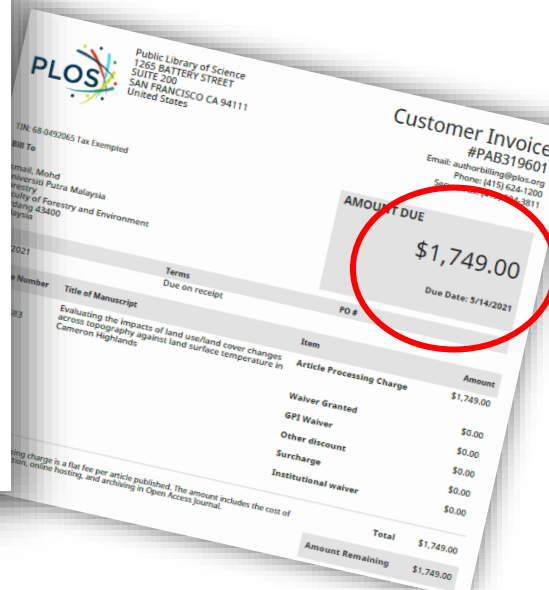 PLOS
Public Library of Science
1265 BATTERY STREET
SUITE 200
SAN FRANCISCO CA 94111
United States
Customer Invoice
#PAB319601
Email: authorbilling@plos.org
Phone: (415) 624-1200
TIN: 68-0492065 Tax Exempted
Bill To
Mohd
Putra Malaysia
Faculty of Forestry and Environment
43400
AMOUNT DUE
$1,749.00
Due Date: 5/14/2021
2021
Terms
Due on receipt
PO #
Number
Title of Manuscript
Item
Amount
Evaluating the impacts of land use/land cover changes
across topography against land surface temperature in
Cameron Highlands
Article Processing Charge
$1,749.00
Waiver Granted
$0.00
GPI Waiver
$0.00
Other discount
$0.00
Surcharge
$0.00
Institutional waiver
$0.00
charge is a flat fee per article published. The amount includes the cost of
online hosting, and archiving in Open Access Journal.
Total
$1,749.00
Amount Remaining
$1,749.00